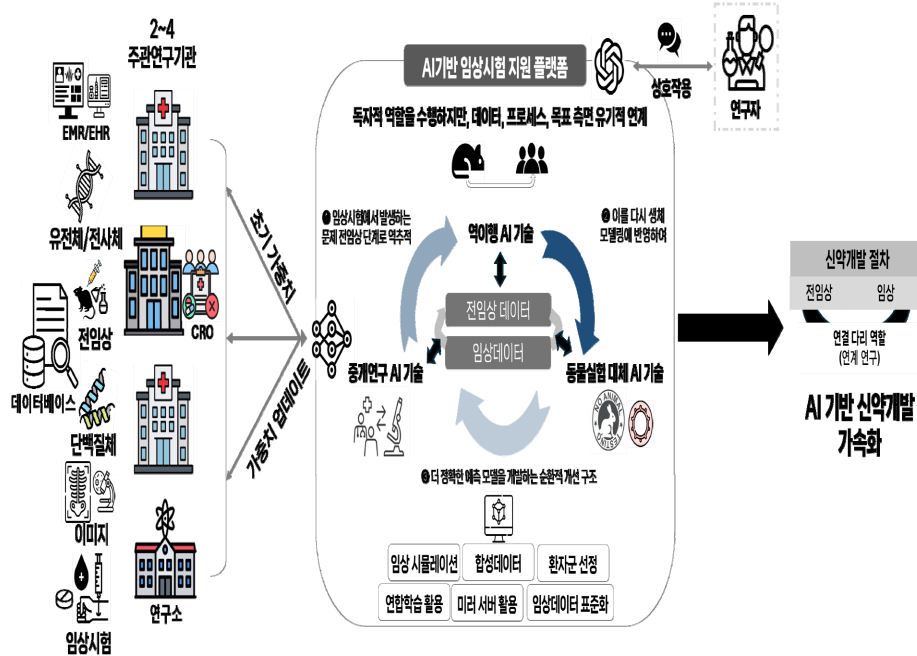 2~4
주관연구기관
EMR/EHR
유전체/전사체
전임상
CRO
데이터베이스
단백질체
이미지
연구소
임상시험
초기 가중치
가중치 업데이트
AI기반 임상시험 지원 플랫폼
상호작용
연구자
독자적 역할을 수행하지만, 데이터, 프로세스, 목표 측면 유기적 연계
❶ 임상시험에서 발생하는
문제 전임상 단계로 역추적
❷ 이를 다시 생체
모델링에 반영하여
역이행 AI 기술
전임상 데이터
임상데이터
중개연구 AI 기술
동물실험 대체 AI 기술
NO ANIMAL
TESTING
❸ 더 정확한 예측 모델을 개발하는 순환적 개선 구조
임상 시뮬레이션
합성데이터
환자군 선정
연합학습 활용
미러 서버 활용
임상데이터 표준화
신약개발 절차
전임상
임상
연결 다리 역할
(연계 연구)
AI 기반 신약개발
가속화